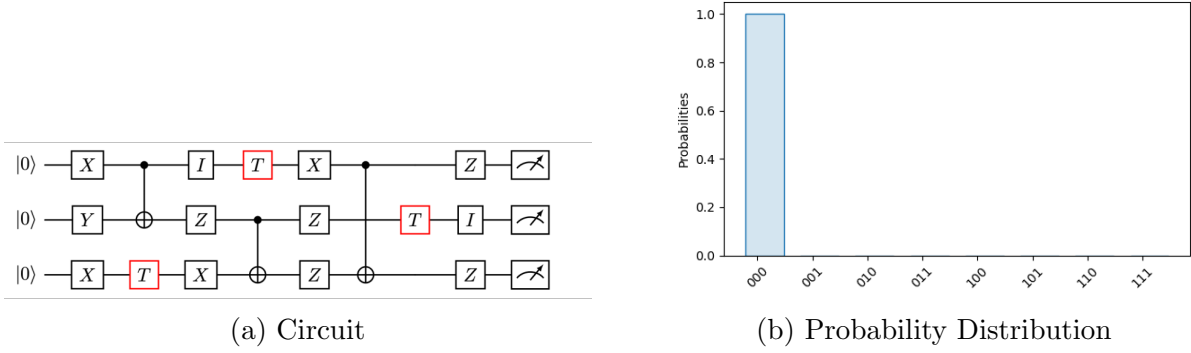 |0⟩ X I T X Z
|0⟩ Y Z Z T I
|0⟩ X T X Z Z
(a) Circuit
1.0
0.8
0.6
0.4
0.2
0.0
Probabilities
000 001 010 011 100 101 110 111
(b) Probability Distribution